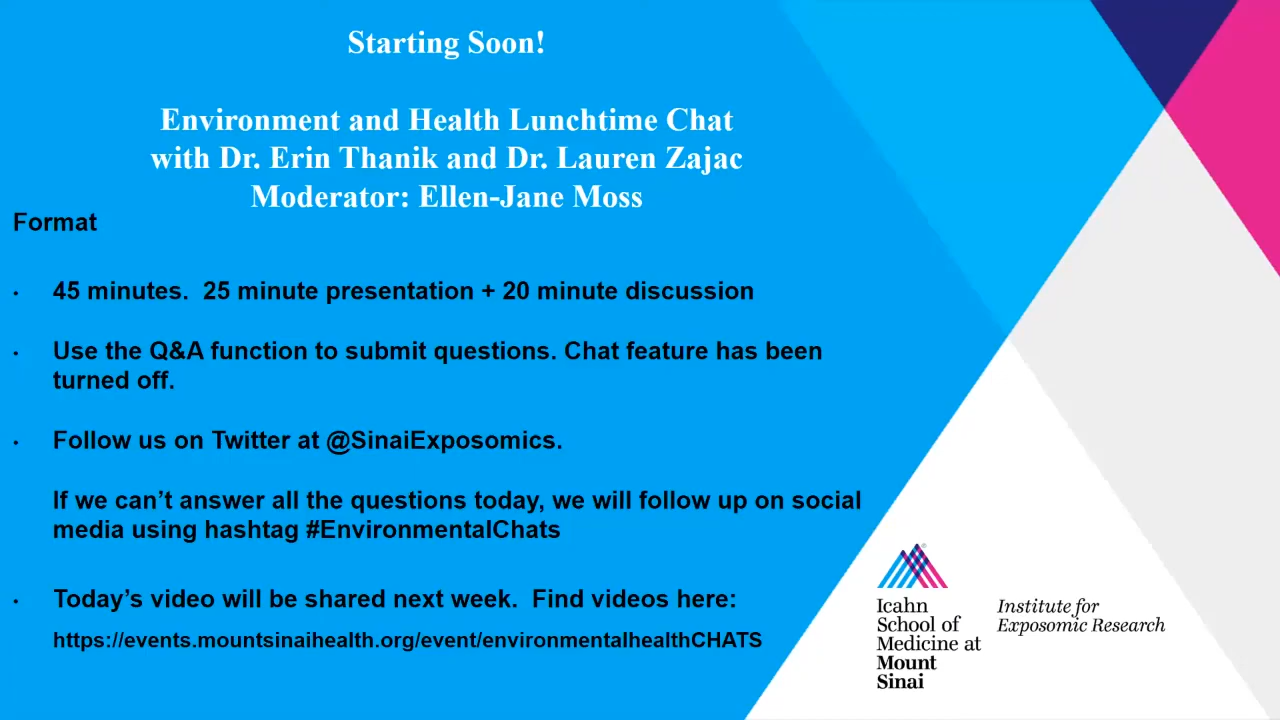 Starting Soon!
Environment and Health Lunchtime Chat
with Dr. Erin Thanik and Dr. Lauren Zajac
Moderator: Ellen-Jane Moss
Format
• 45 minutes.  25 minute presentation + 20 minute discussion
• Use the Q&A function to submit questions. Chat feature has been
turned off.
• Follow us on Twitter at @SinaiExposomics.
If we can’t answer all the questions today, we will follow up on social
media using hashtag #EnvironmentalChats
• Today’s video will be shared next week.  Find videos here:
https://events.mountsinaihealth.org/event/environmentalhealthCHATS
Icahn
School of
Medicine at
Mount
Sinai
Institute for
Exposomic Research